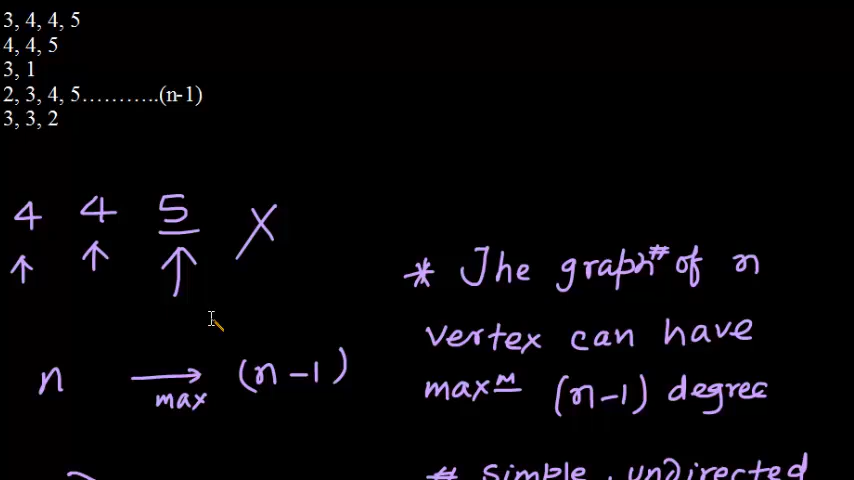 3, 4, 4, 5
4, 4, 5
3, 1
2, 3, 4, 5………..(n-1)
3, 3, 2
4 4 5 X
* The graph# of n
vertex can have
n → (n-1)
max
maxᵐ (n-1) degree
# simple, undirected